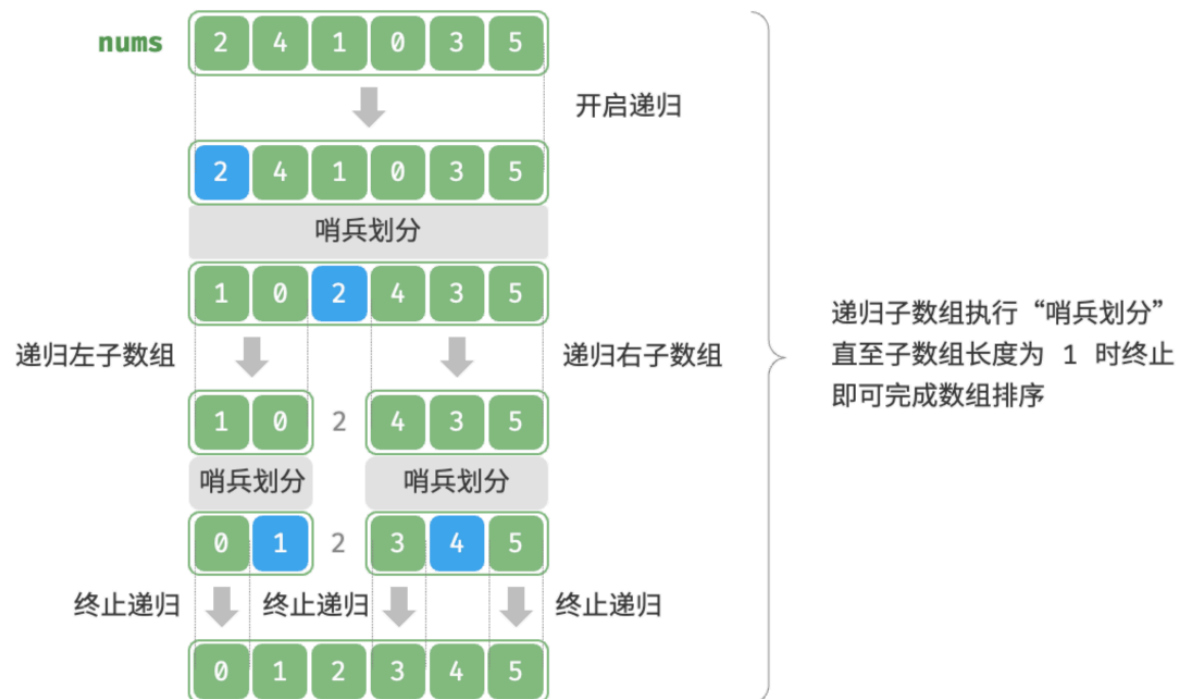 nums 2 4 1 0 3 5
开启递归
2 4 1 0 3 5
哨兵划分
1 0 2 4 3 5
递归左子数组 递归右子数组
1 0 2 4 3 5
哨兵划分 哨兵划分
0 1 2 3 4 5
终止递归 终止递归 终止递归
0 1 2 3 4 5
递归子数组执行“哨兵划分”
直至子数组长度为 1 时终止
即可完成数组排序